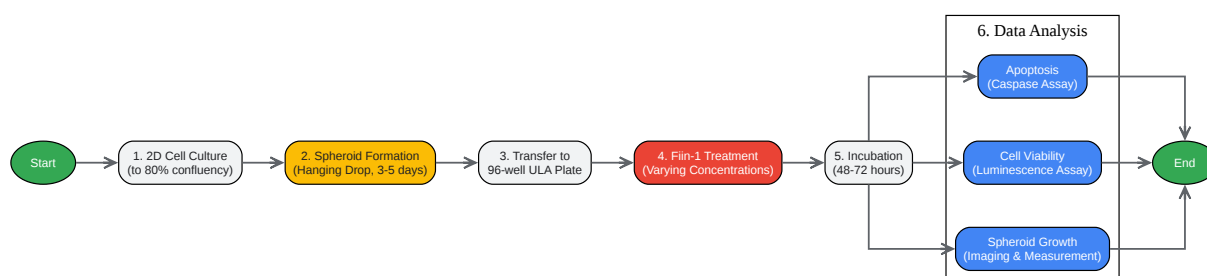 Start
1. 2D Cell Culture
(to 80% confluency)
2. Spheroid Formation
(Hanging Drop, 3-5 days)
3. Transfer to
96-well ULA Plate
4. Fiin-1 Treatment
(Varying Concentrations)
5. Incubation
(48-72 hours)
6. Data Analysis
Apoptosis
(Caspase Assay)
Cell Viability
(Luminescence Assay)
Spheroid Growth
(Imaging & Measurement)
End